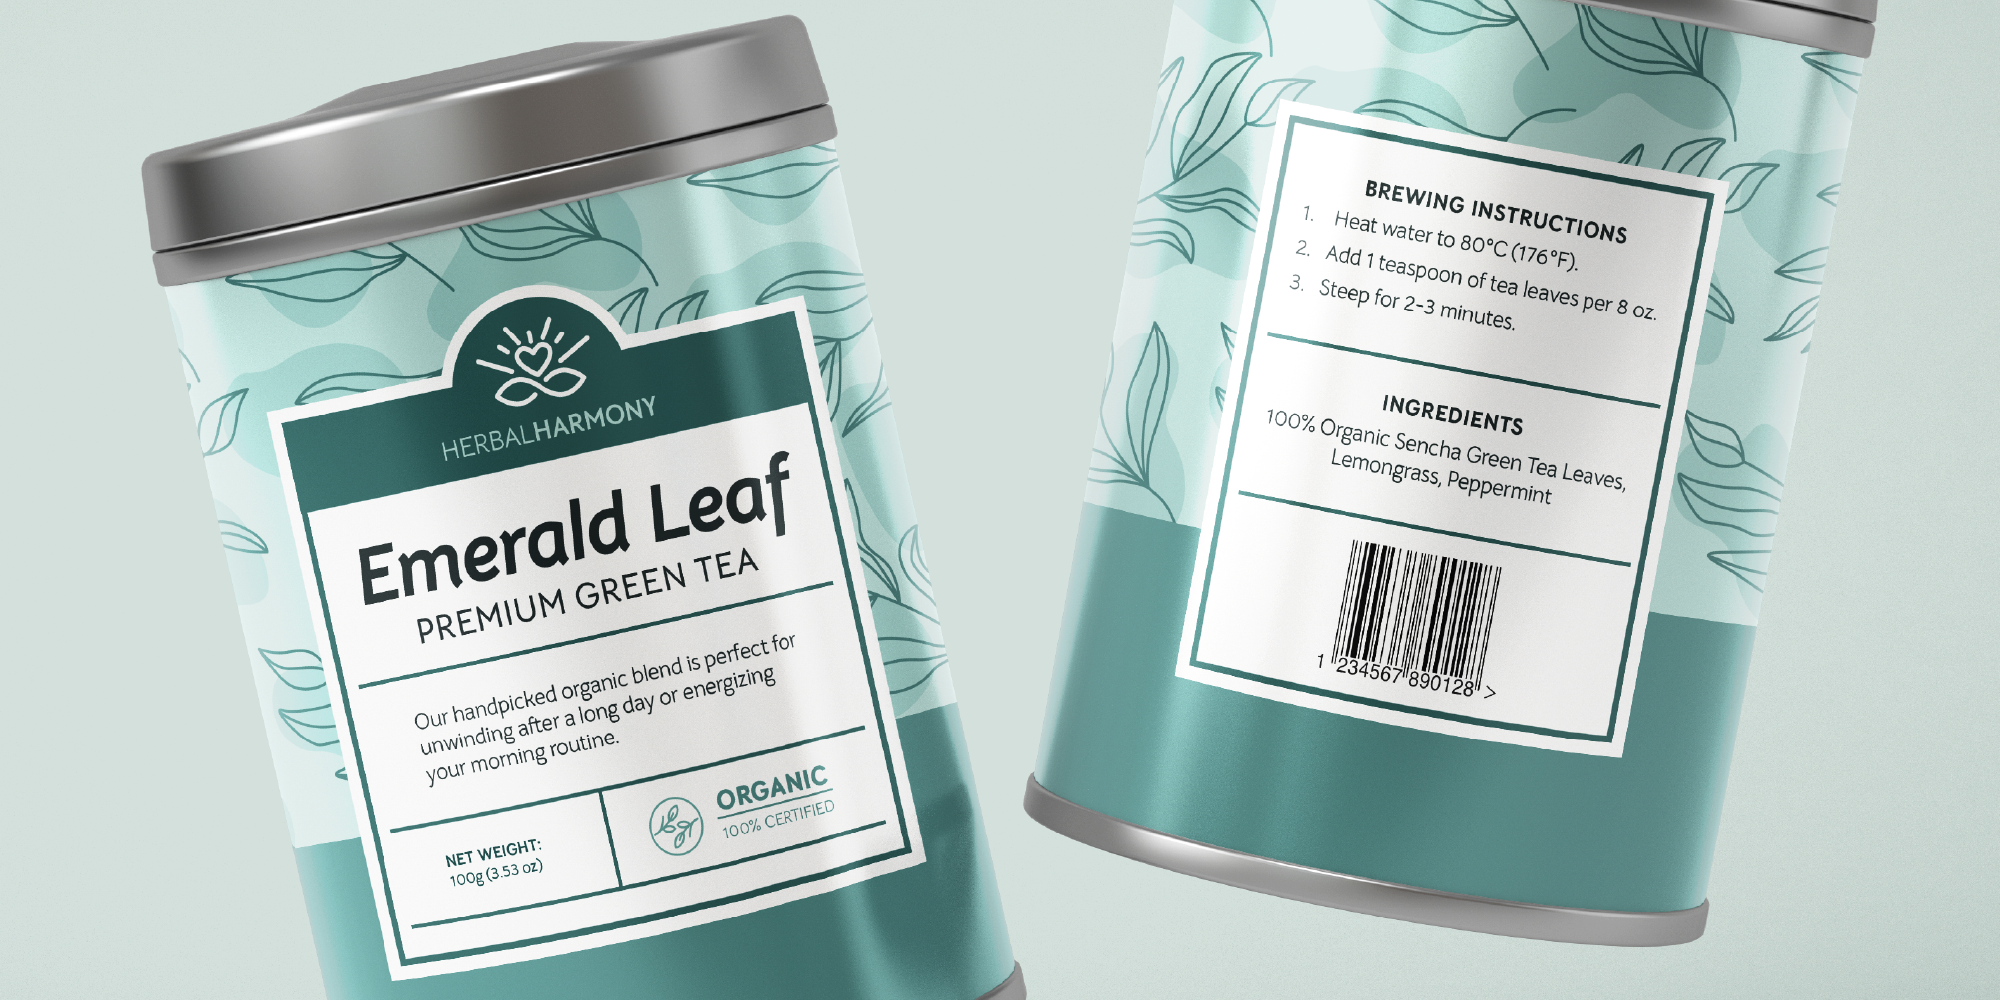 HERBALHARMONY
Emerald Leaf
PREMIUM GREEN TEA
Our handpicked organic blend is perfect for
unwinding after a long day or energizing
your morning routine.
NET WEIGHT:
100g (3.53 oz)
ORGANIC
100% CERTIFIED
BREWING INSTRUCTIONS
1. Heat water to 80°C (176°F).
2. Add 1 teaspoon of tea leaves per 8 oz.
3. Steep for 2-3 minutes.
INGREDIENTS
100% Organic Sencha Green Tea Leaves,
Lemongrass, Peppermint
1 234567 890128 >